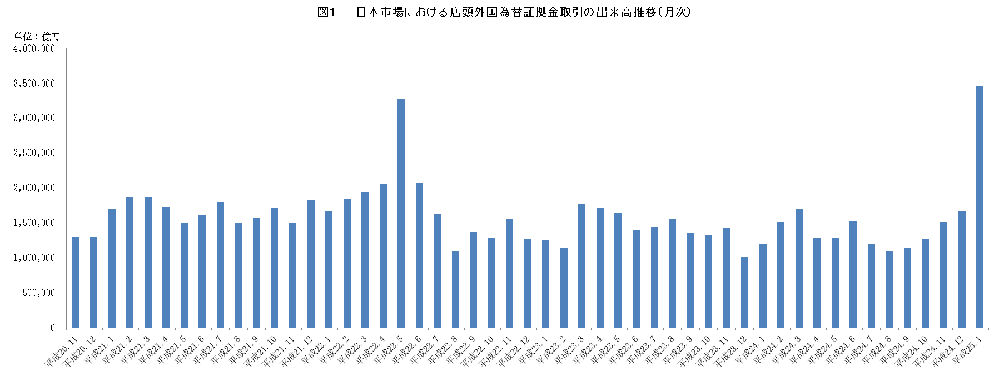 図1　日本市場における店頭外国為替証拠金取引の出来高推移(月次)
単位：億円
4,000,000
3,500,000
3,000,000
2,500,000
2,000,000
1,500,000
1,000,000
500,000
0
平成20.11
平成20.12
平成21.1
平成21.2
平成21.3
平成21.4
平成21.5
平成21.6
平成21.7
平成21.8
平成21.9
平成21.10
平成21.11
平成21.12
平成22.1
平成22.2
平成22.3
平成22.4
平成22.5
平成22.6
平成22.7
平成22.8
平成22.9
平成22.10
平成22.11
平成22.12
平成23.1
平成23.2
平成23.3
平成23.4
平成23.5
平成23.6
平成23.7
平成23.8
平成23.9
平成23.10
平成23.11
平成23.12
平成24.1
平成24.2
平成24.3
平成24.4
平成24.5
平成24.6
平成24.7
平成24.8
平成24.9
平成24.10
平成24.11
平成24.12
平成25.1